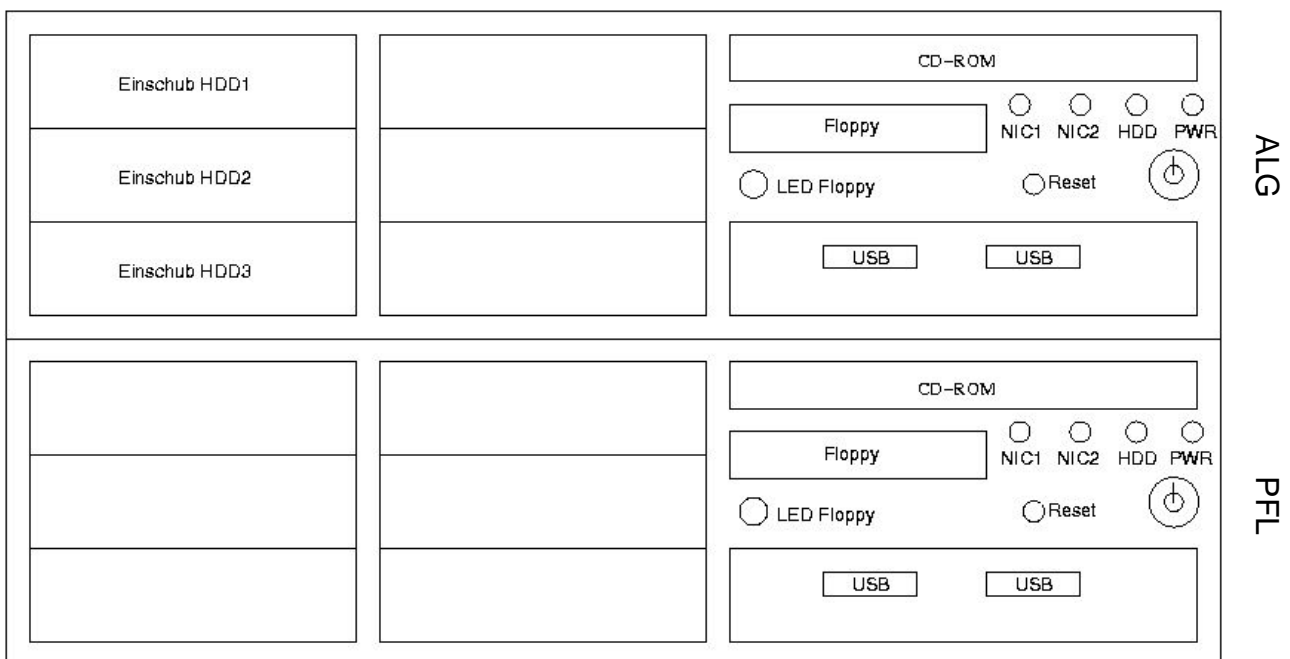 Einschub HDD1
Einschub HDD2
Einschub HDD3
CD-ROM
Floppy
NIC1 NIC2 HDD PWR
LED Floppy
Reset
USB USB
ALG
CD-ROM
Floppy
NIC1 NIC2 HDD PWR
LED Floppy
Reset
USB USB
PFL